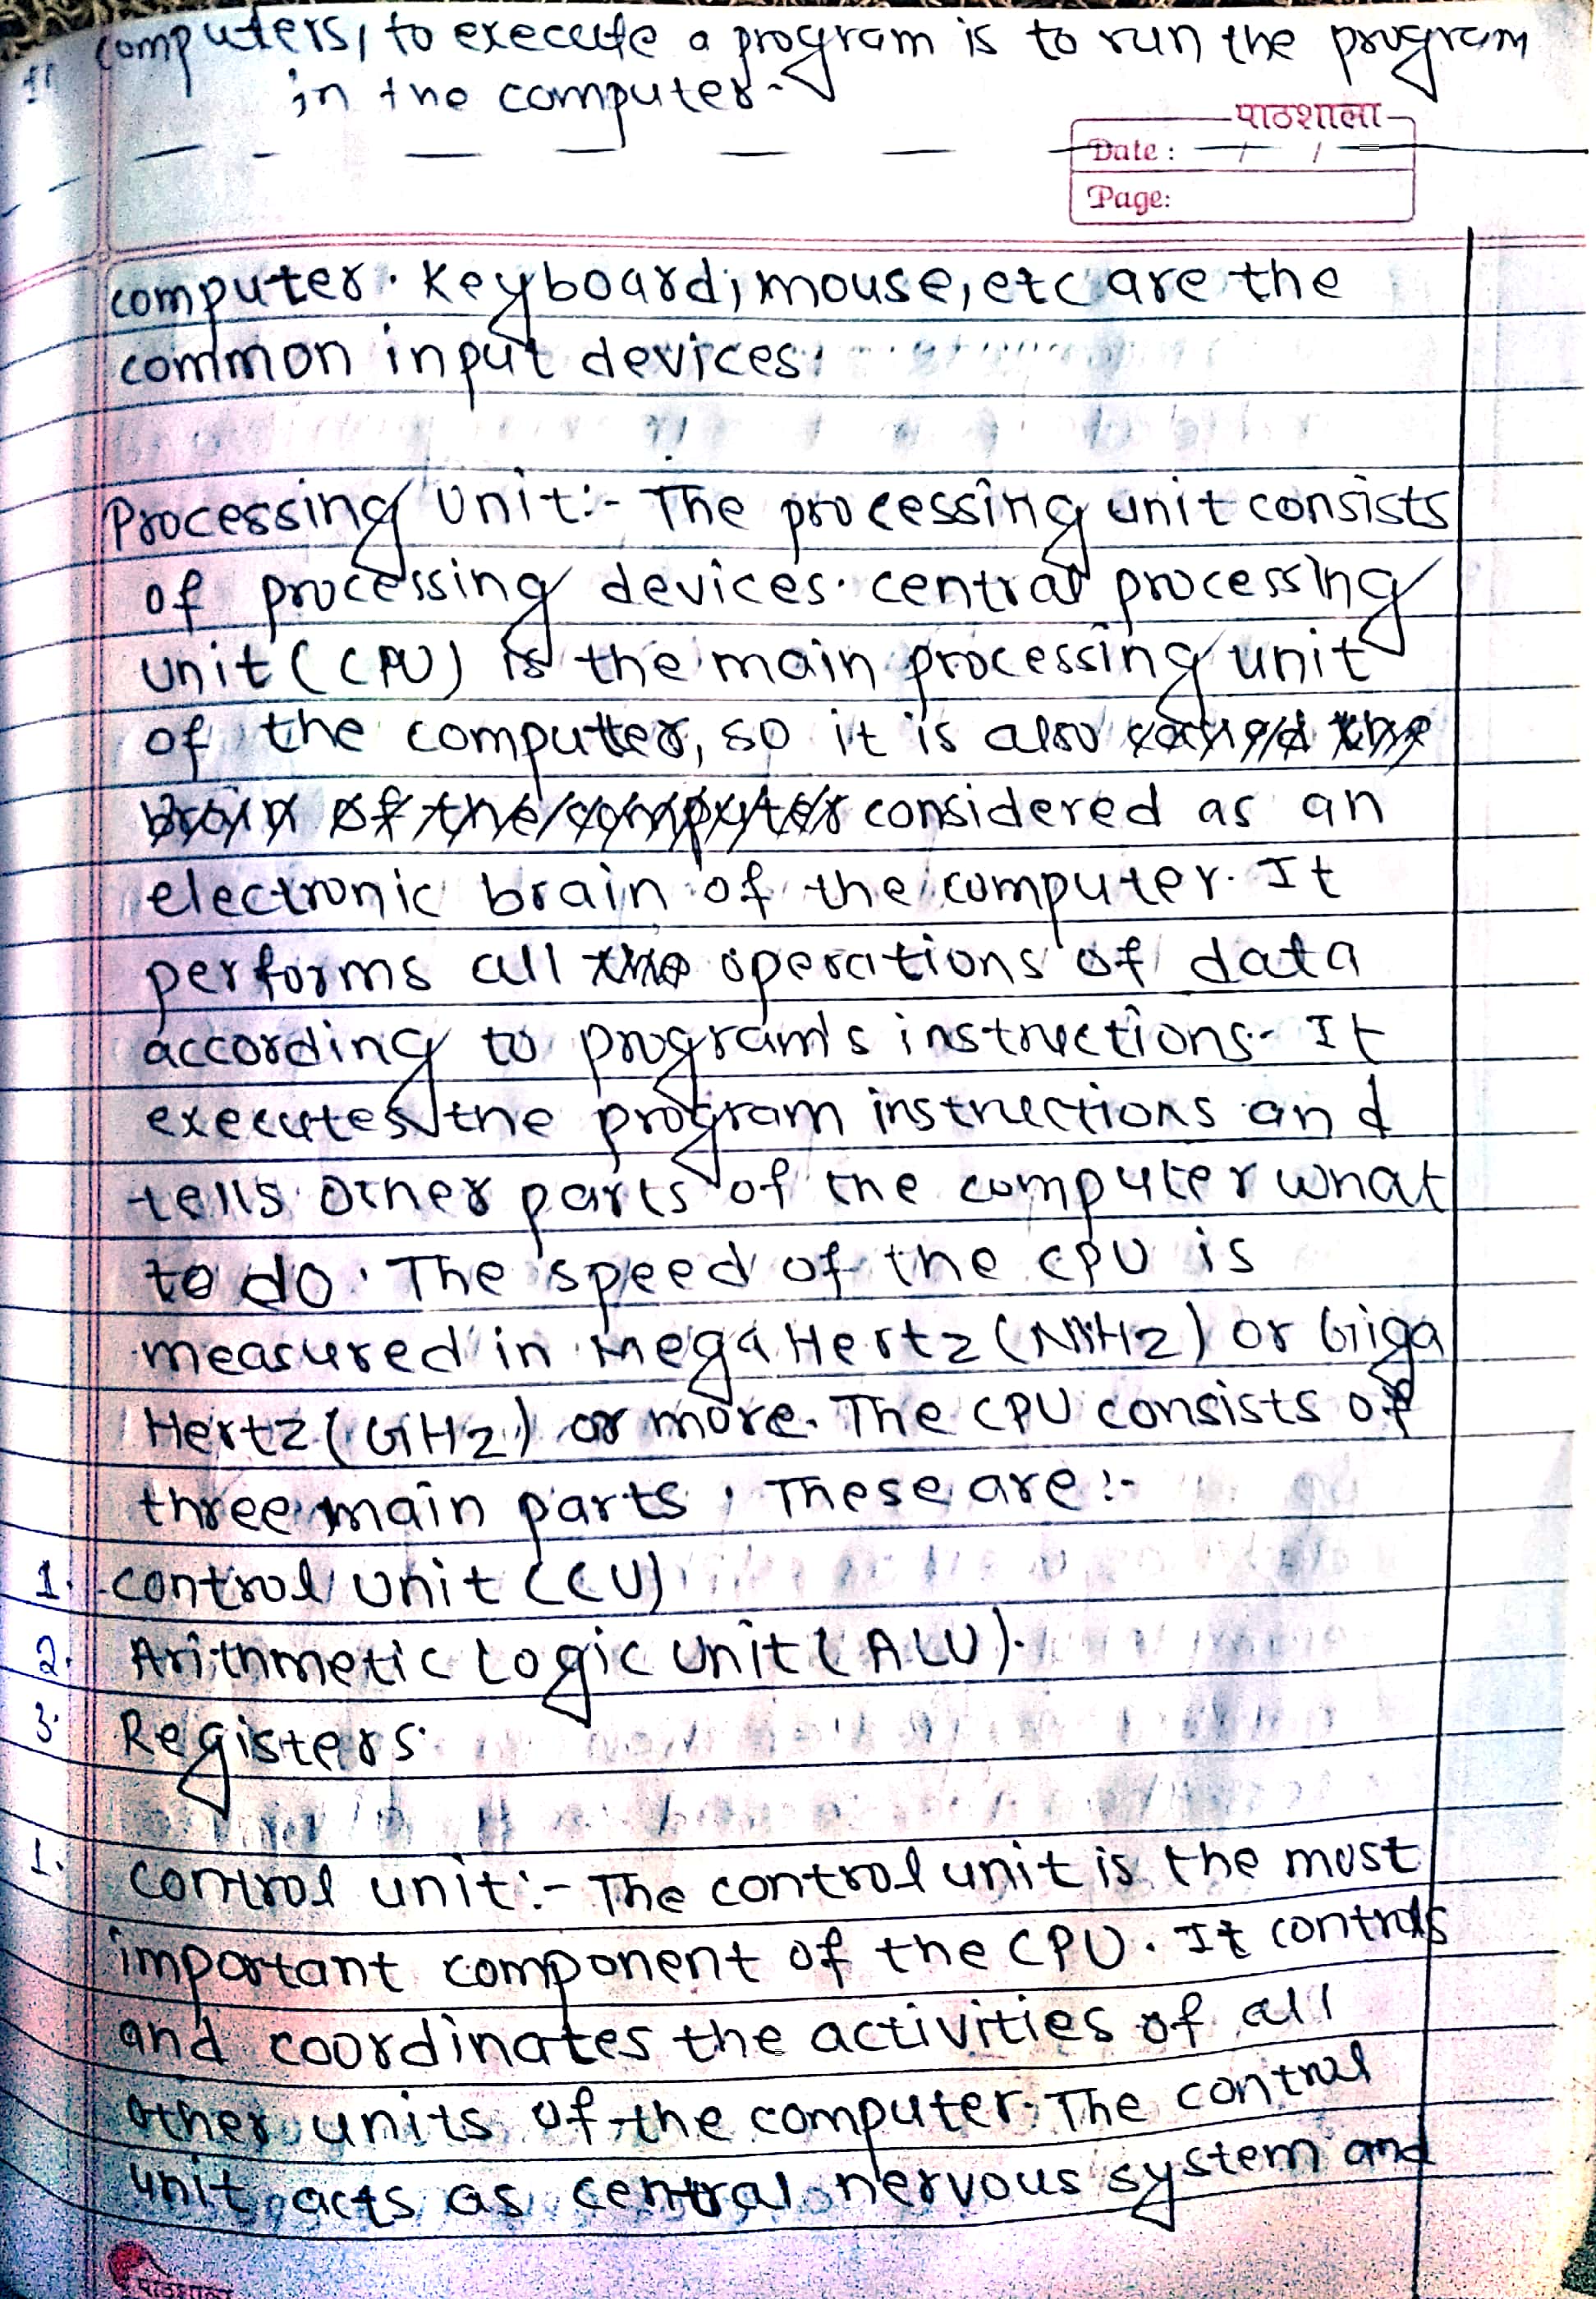 computers, to execute a program is to run the program
in the computer.
पाठशाला
Date : / /
Page:
computer. Keyboard, mouse, etc are the
common input devices.
Processing Unit:- The processing unit consists
of processing devices. central processing
unit (CPU) is the main processing unit
of the computer, so it is also called the
brain of the computer considered as an
electronic brain of the computer. It
performs all the operations of data
according to program's instructions. It
executes the program instructions and
tells other parts of the computer what
to do. The speed of the CPU is
measured in Mega Hertz (MHz) or Giga
Hertz (GHz) or more. The CPU consists of
three main parts, These are:-
1. control unit (CU)
2. Arithmetic Logic Unit (ALU).
3. Registers.
1. control unit:- The control unit is the most
important component of the CPU. It controls
and coordinates the activities of all
other units of the computer. The control
unit acts as central nervous system and
पाठशाला